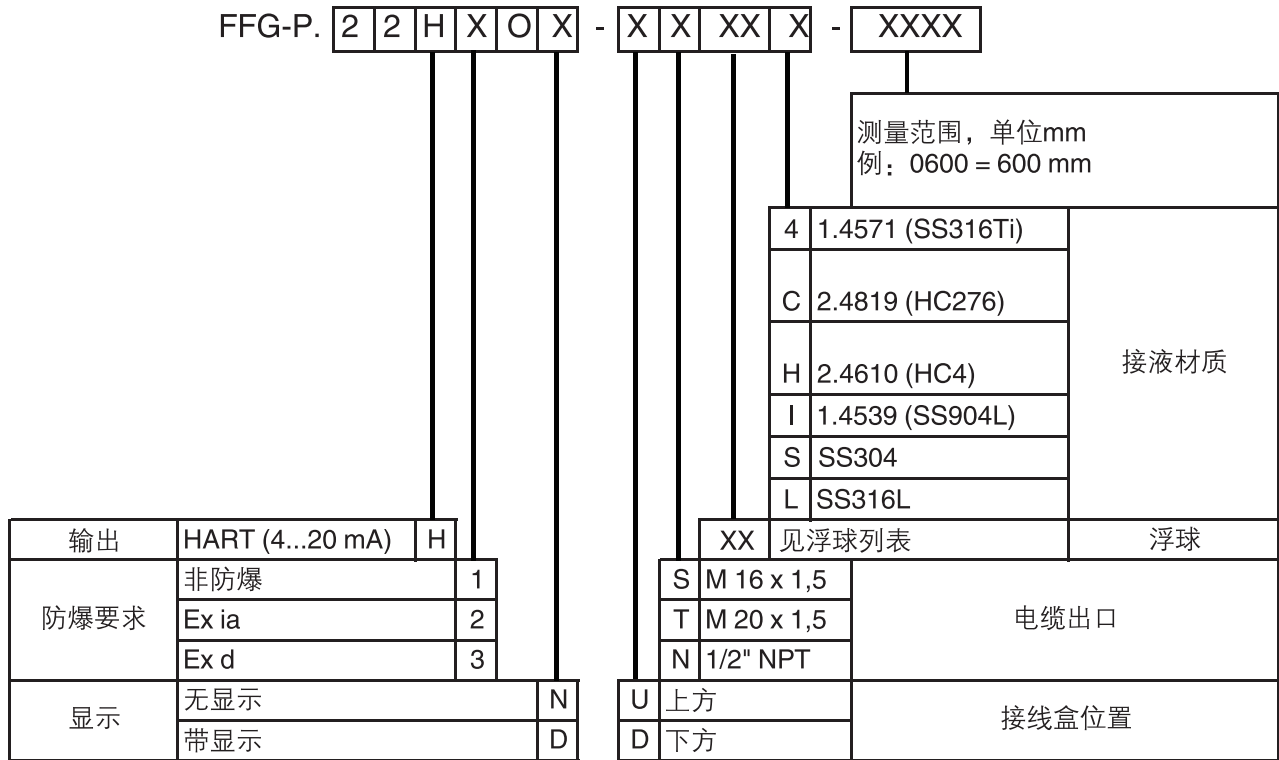 FFG-P. 2 2 H X O X - X X XX X - XXXX
测量范围，单位mm
例：0600 = 600 mm
4 1.4571 (SS316Ti)
C 2.4819 (HC276)
接液材质
H 2.4610 (HC4)
I 1.4539 (SS904L)
S SS304
L SS316L
输出 HART (4...20 mA) H
XX 见浮球列表 浮球
防爆要求
非防爆 1
Ex ia 2
Ex d 3
S M 16 x 1,5
T M 20 x 1,5
N 1/2" NPT
电缆出口
显示
无显示 N
带显示 D
U 上方
D 下方
接线盒位置